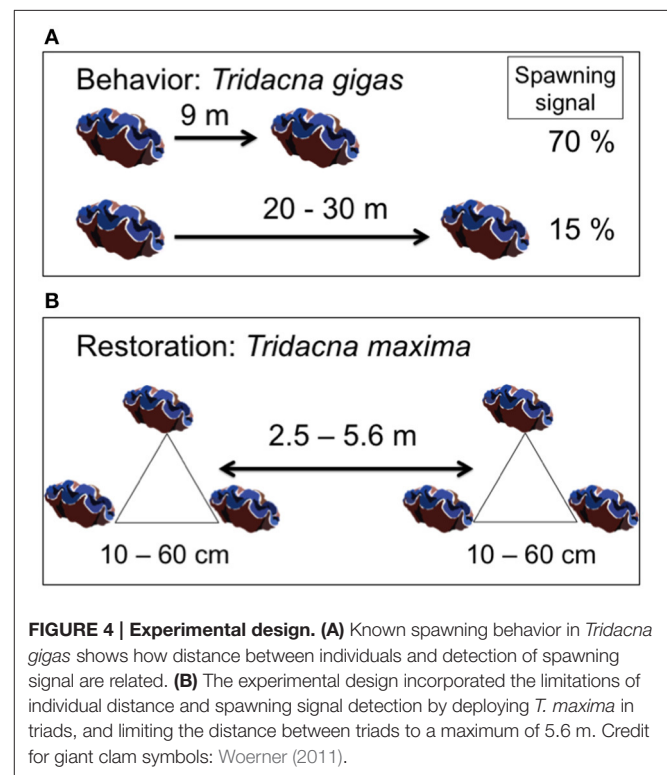 A
Behavior: Tridacna gigas
Spawning
signal
9 m
70 %
20 - 30 m
15 %
B
Restoration: Tridacna maxima
2.5 – 5.6 m
10 – 60 cm
10 – 60 cm
FIGURE 4 | Experimental design. (A) Known spawning behavior in Tridacna
gigas shows how distance between individuals and detection of spawning
signal are related. (B) The experimental design incorporated the limitations of
individual distance and spawning signal detection by deploying T. maxima in
triads, and limiting the distance between triads to a maximum of 5.6 m. Credit
for giant clam symbols: Woerner (2011).